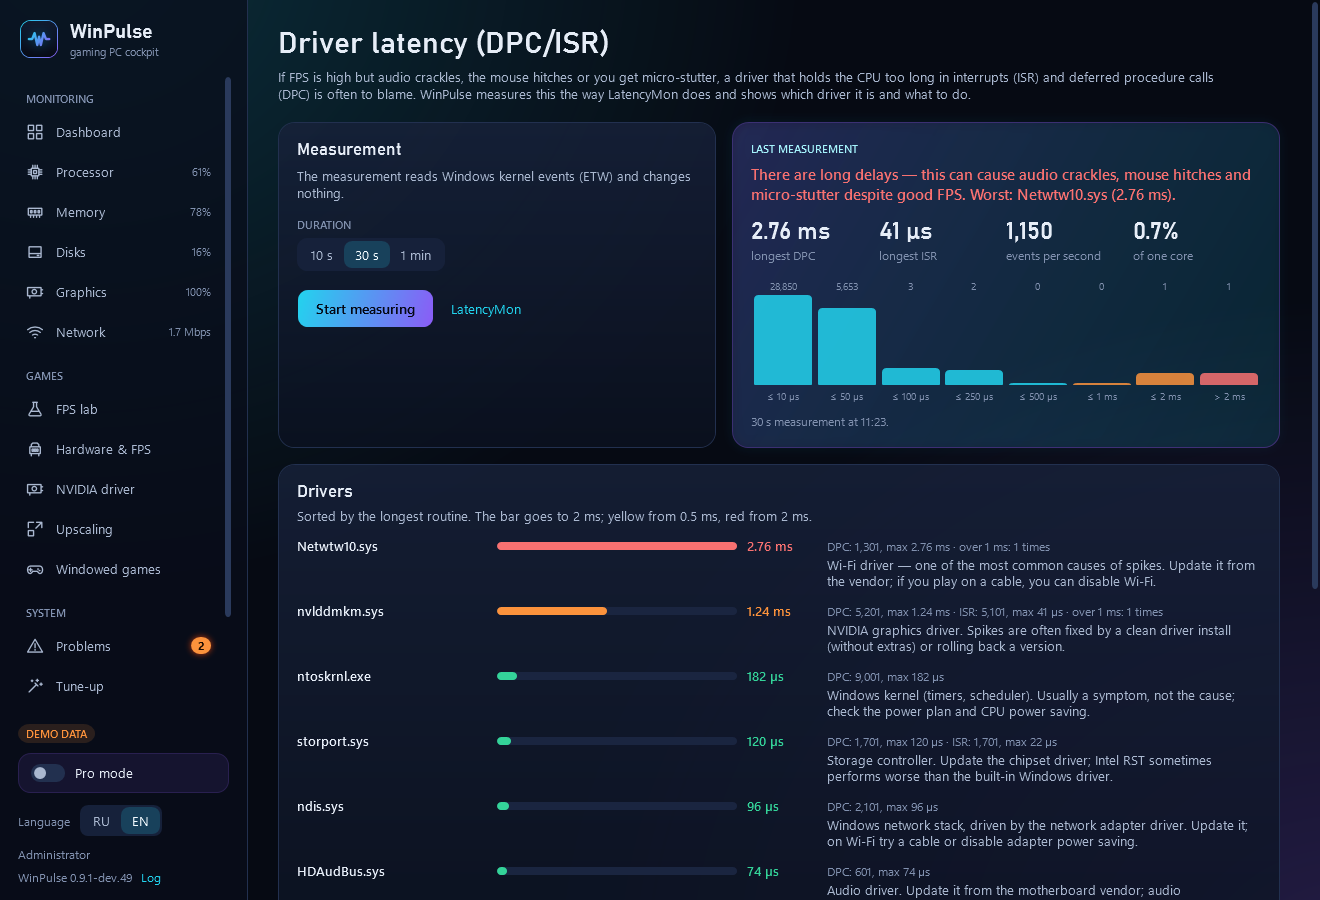 WinPulse
gaming PC cockpit
MONITORING
Dashboard
Processor 61%
Memory 78%
Disks 16%
Graphics 100%
Network 1.7 Mbps
GAMES
FPS lab
Hardware & FPS
NVIDIA driver
Upscaling
Windowed games
SYSTEM
Problems 2
Tune-up
DEMO DATA
Pro mode
Language RU EN
Administrator
WinPulse 0.9.1-dev.49 Log
Driver latency (DPC/ISR)
If FPS is high but audio crackles, the mouse hitches or you get micro-stutter, a driver that holds the CPU too long in interrupts (ISR) and deferred procedure calls
(DPC) is often to blame. WinPulse measures this the way LatencyMon does and shows which driver it is and what to do.
Measurement
The measurement reads Windows kernel events (ETW) and changes
nothing.
DURATION
10 s 30 s 1 min
Start measuring LatencyMon
LAST MEASUREMENT
There are long delays — this can cause audio crackles, mouse hitches and
micro-stutter despite good FPS. Worst: Netwtw10.sys (2.76 ms).
2.76 ms 41 µs 1,150 0.7%
longest DPC longest ISR events per second of one core
28,850 5,653 3 2 0 0 1 1
≤ 10 µs ≤ 50 µs ≤ 100 µs ≤ 250 µs ≤ 500 µs ≤ 1 ms ≤ 2 ms > 2 ms
30 s measurement at 11:23.
Drivers
Sorted by the longest routine. The bar goes to 2 ms; yellow from 0.5 ms, red from 2 ms.
Netwtw10.sys 2.76 ms DPC: 1,301, max 2.76 ms · over 1 ms: 1 times
Wi-Fi driver — one of the most common causes of spikes. Update it from
the vendor; if you play on a cable, you can disable Wi-Fi.
nvlddmkm.sys 1.24 ms DPC: 5,201, max 1.24 ms · ISR: 5,101, max 41 µs · over 1 ms: 1 times
NVIDIA graphics driver. Spikes are often fixed by a clean driver install
(without extras) or rolling back a version.
ntoskrnl.exe 182 µs DPC: 9,001, max 182 µs
Windows kernel (timers, scheduler). Usually a symptom, not the cause;
check the power plan and CPU power saving.
storport.sys 120 µs DPC: 1,701, max 120 µs · ISR: 1,701, max 22 µs
Storage controller. Update the chipset driver; Intel RST sometimes
performs worse than the built-in Windows driver.
ndis.sys 96 µs DPC: 2,101, max 96 µs
Windows network stack, driven by the network adapter driver. Update it;
on Wi-Fi try a cable or disable adapter power saving.
HDAudBus.sys 74 µs DPC: 601, max 74 µs
Audio driver. Update it from the motherboard vendor; audio